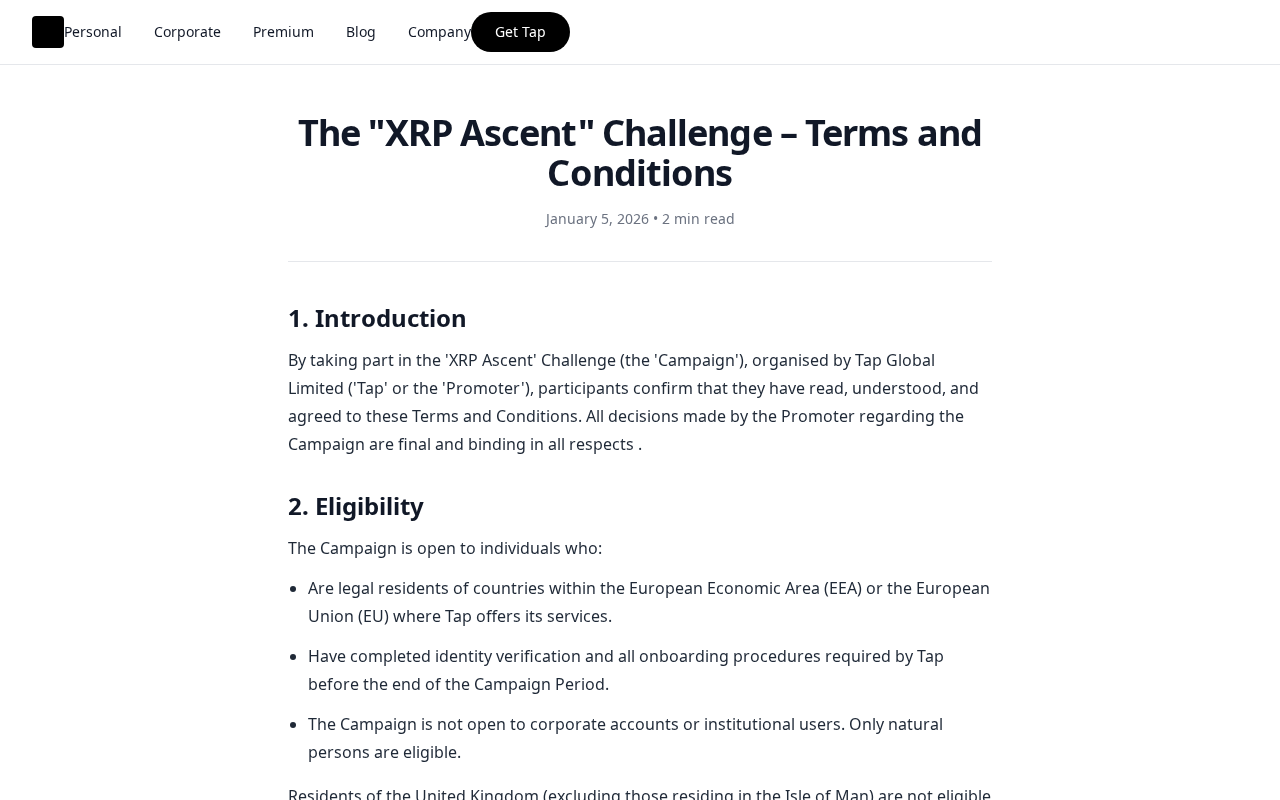 Personal Corporate Premium Blog Company Get Tap
The "XRP Ascent" Challenge – Terms and
Conditions
January 5, 2026 • 2 min read
1. Introduction
By taking part in the 'XRP Ascent' Challenge (the 'Campaign'), organised by Tap Global
Limited ('Tap' or the 'Promoter'), participants confirm that they have read, understood, and
agreed to these Terms and Conditions. All decisions made by the Promoter regarding the
Campaign are final and binding in all respects .
2. Eligibility
The Campaign is open to individuals who:
• Are legal residents of countries within the European Economic Area (EEA) or the European
Union (EU) where Tap offers its services.
• Have completed identity verification and all onboarding procedures required by Tap
before the end of the Campaign Period.
• The Campaign is not open to corporate accounts or institutional users. Only natural
persons are eligible.
Residents of the United Kingdom (excluding those residing in the Isle of Man) are not eligible